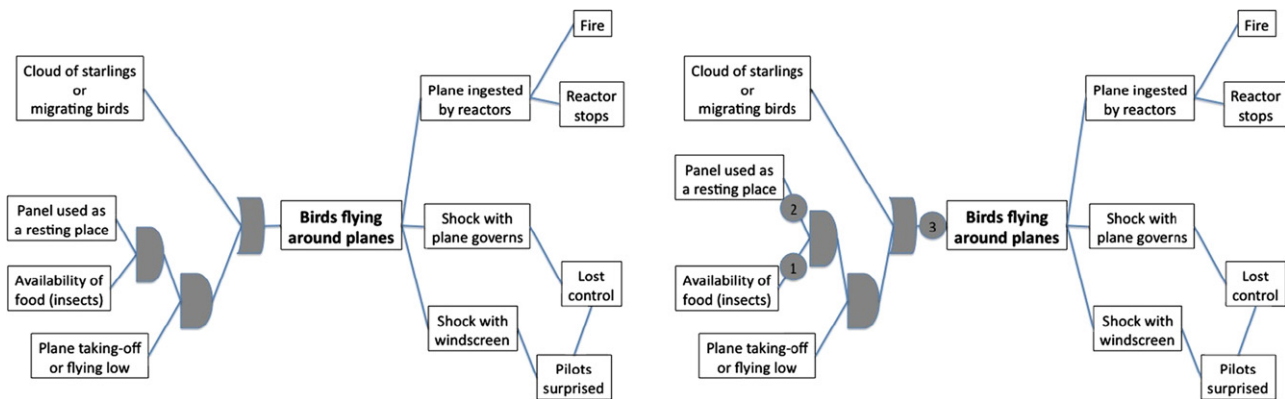 Fire
Cloud of starlings
or
migrating birds
Plane ingested
by reactors
Reactor
stops
Panel used as
a resting place
Birds flying
around planes
Shock with
plane governs
Availability of
food (insects)
Lost
control
Shock with
windscreen
Plane taking-off
or flying low
Pilots
surprised
Fire
Cloud of starlings
or
migrating birds
Plane ingested
by reactors
Reactor
stops
Panel used as
a resting place
2
3
Birds flying
around planes
Shock with
plane governs
1
Availability of
food (insects)
Lost
control
Shock with
windscreen
Plane taking-off
or flying low
Pilots
surprised